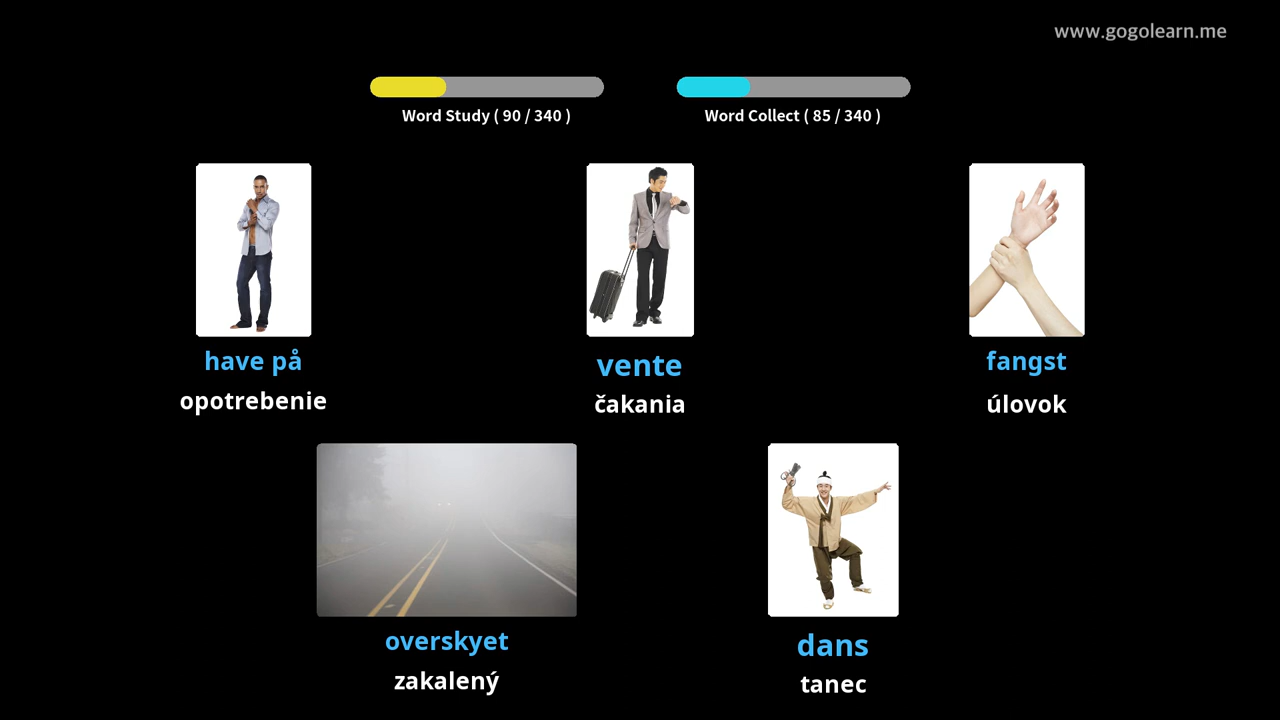 www.gogolearn.me
Word Study ( 90 / 340 )
Word Collect ( 85 / 340 )
have på
vente
fangst
opotrebenie
čakania
úlovok
overskyet
dans
zakalený
tanec